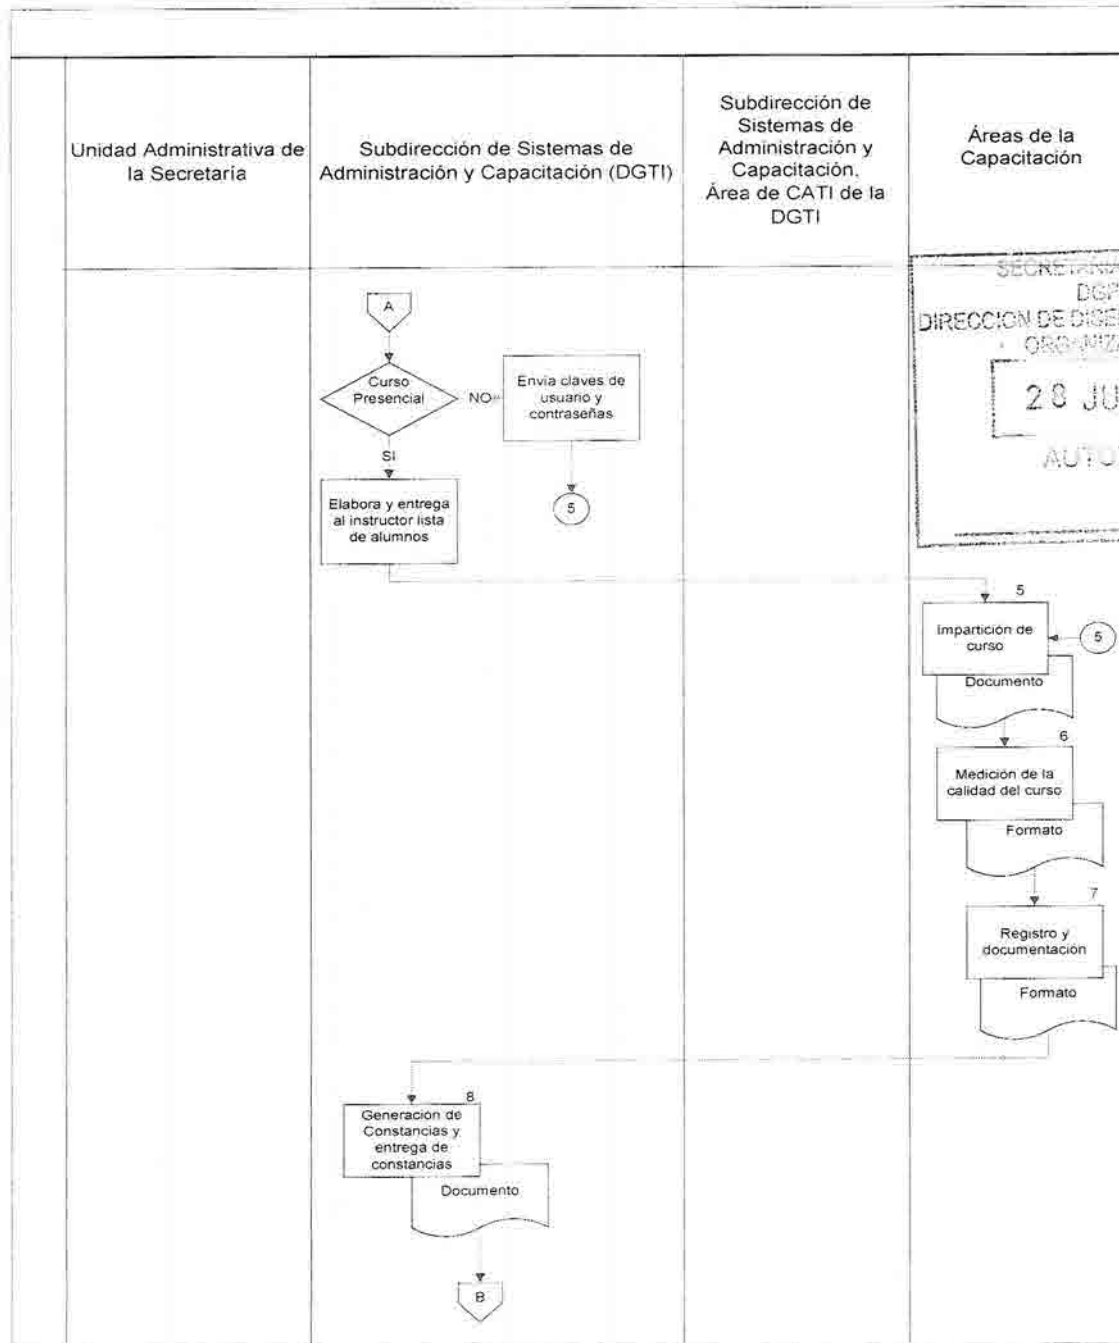 Unidad Administrativa de
la Secretaría
Subdirección de Sistemas de
Administración y Capacitación (DGTI)
Subdirección de
Sistemas de
Administración y
Capacitación,
Área de CATI de la
DGTI
Áreas de la
Capacitación
DIRECCION DE
28 JU
A
Curso
Presencial
NO
Envía claves de
usuario y
contraseñas
SI
5
Elabora y entrega
al instructor lista
de alumnos
5
Impartición de
curso
5
Documento
6
Medición de la
calidad del curso
Formato
7
Registro y
documentación
Formato
8
Generación de
Constancias y
entrega de
constancias
Documento
B